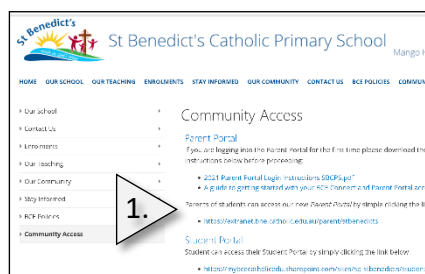 St Benedict's
St Benedict's Catholic Primary School
Mango H
HOME OUR SCHOOL OUR TEACHING ENROLMENTS STAY INFORMED OUR COMMUNITY CONTACT US BCE POLICIES COMMUN
Our School
Contact Us
Enrolments
Our Teaching
Our Community
Stay Informed
BCE Policies
Community Access
1.
Community Access
Parent Portal
If you are logging into the Parent Portal for the first time please download the
instructions below before proceeding:
• 2021 Parent Portal Login Instructions SBCPS.pdf
• A guide to getting started with your BCE Connect and Parent Portal acc
Parents of students can access our new Parent Portal by simply clicking the li
• https://extranet.bne.catholic.edu.au/parent/stbenedicts
Student Portal
Student can access their Student Portal by simply clicking the link below